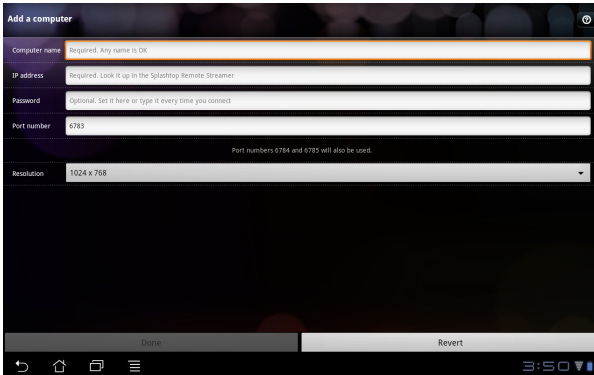 Add a computer
Computer name
Required. Any name is OK
IP address
Required. Look it up in the Splashtop Remote Streamer
Password
Optional. Set it here or type it every time you connect
Port number
6783
Port numbers 6784 and 6785 will also be used.
Resolution
1024 x 768
Done
Revert
3:50